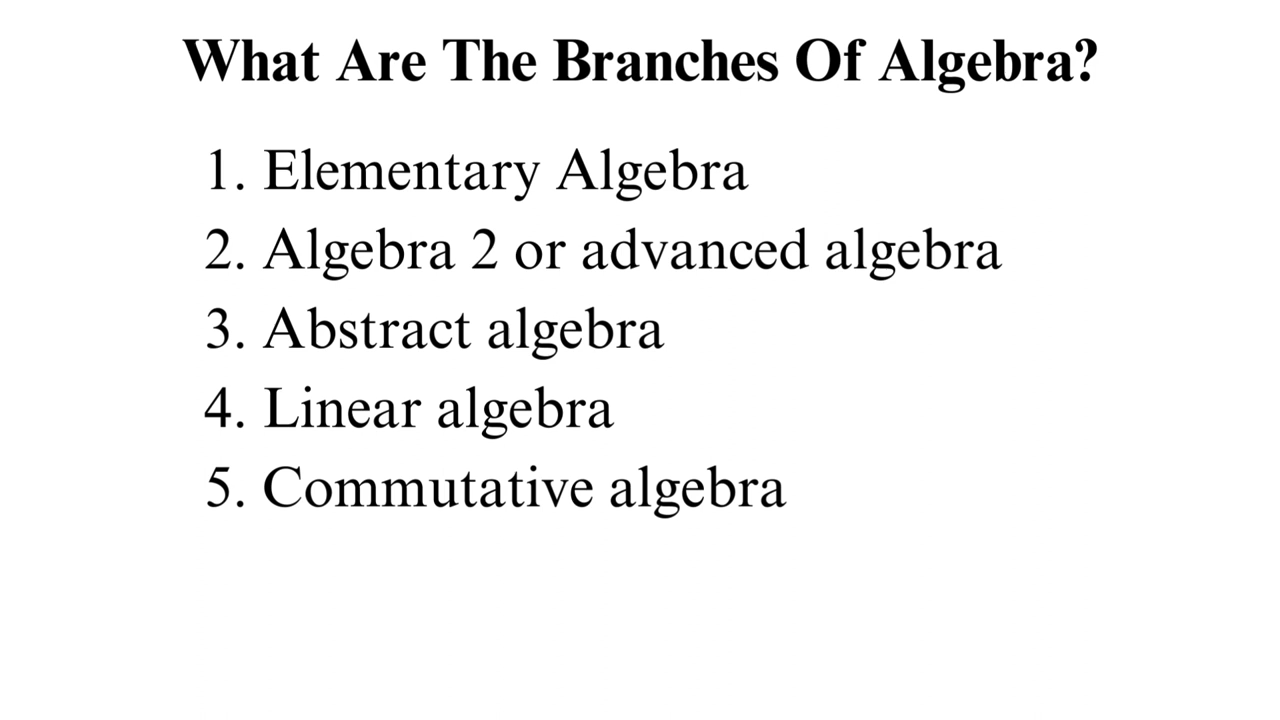 What Are The Branches Of Algebra?
1. Elementary Algebra
2. Algebra 2 or advanced algebra
3. Abstract algebra
4. Linear algebra
5. Commutative algebra